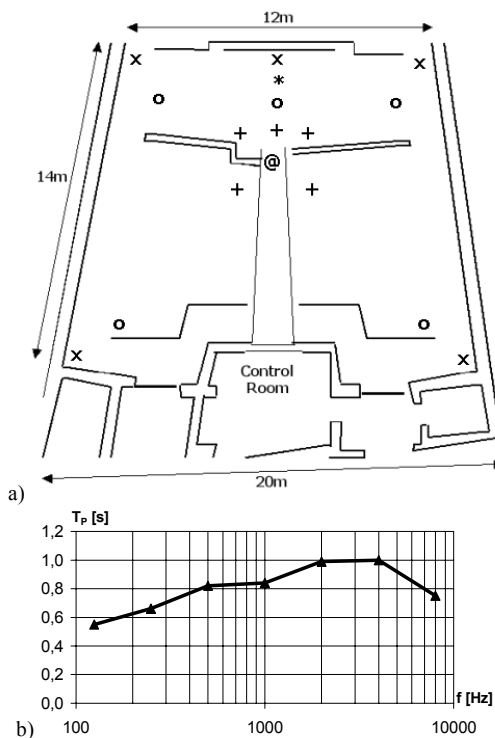 12m
x x x
*
o o o
+ + +
@
14m
+ +
o o
x x
Control
Room
20m
a)
T_P [s]
1,2
1,0
0,8
0,6
0,4
0,2
0,0
f [Hz]
100 1000 10000
b)